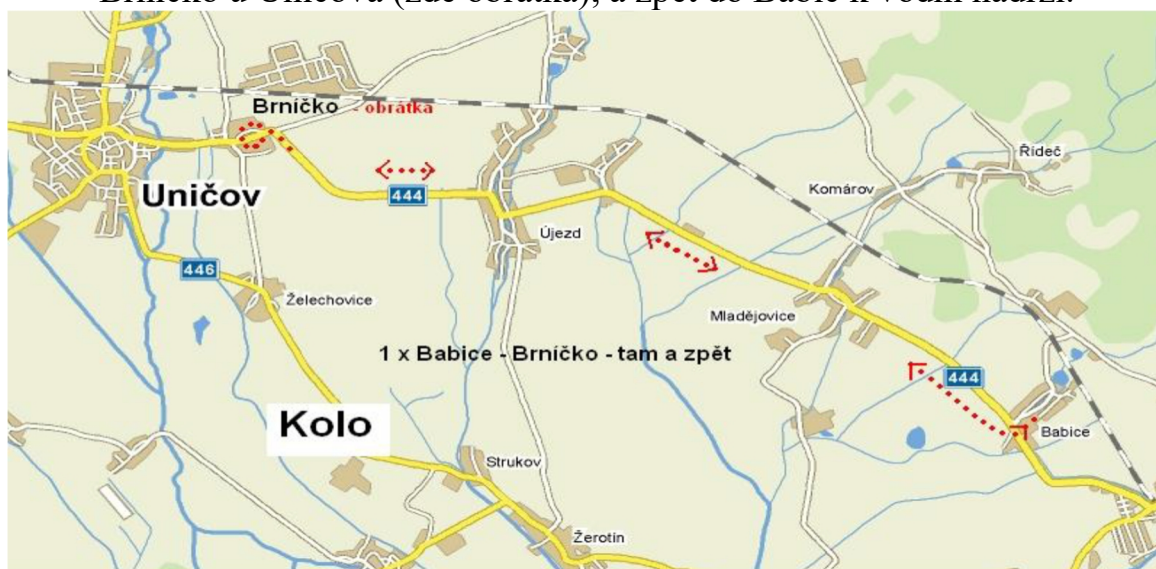 Brníčko u Uničova (zde obrátka), a zpět do Babic k vodní nádrži.
Brníčko - obrátka
Řídeč
Komárov
Uničov
444
Újezd
446
Želechovice
Mladějovice
1 x Babice - Brníčko - tam a zpět
444
Kolo
Babice
Strukov
Žerotín